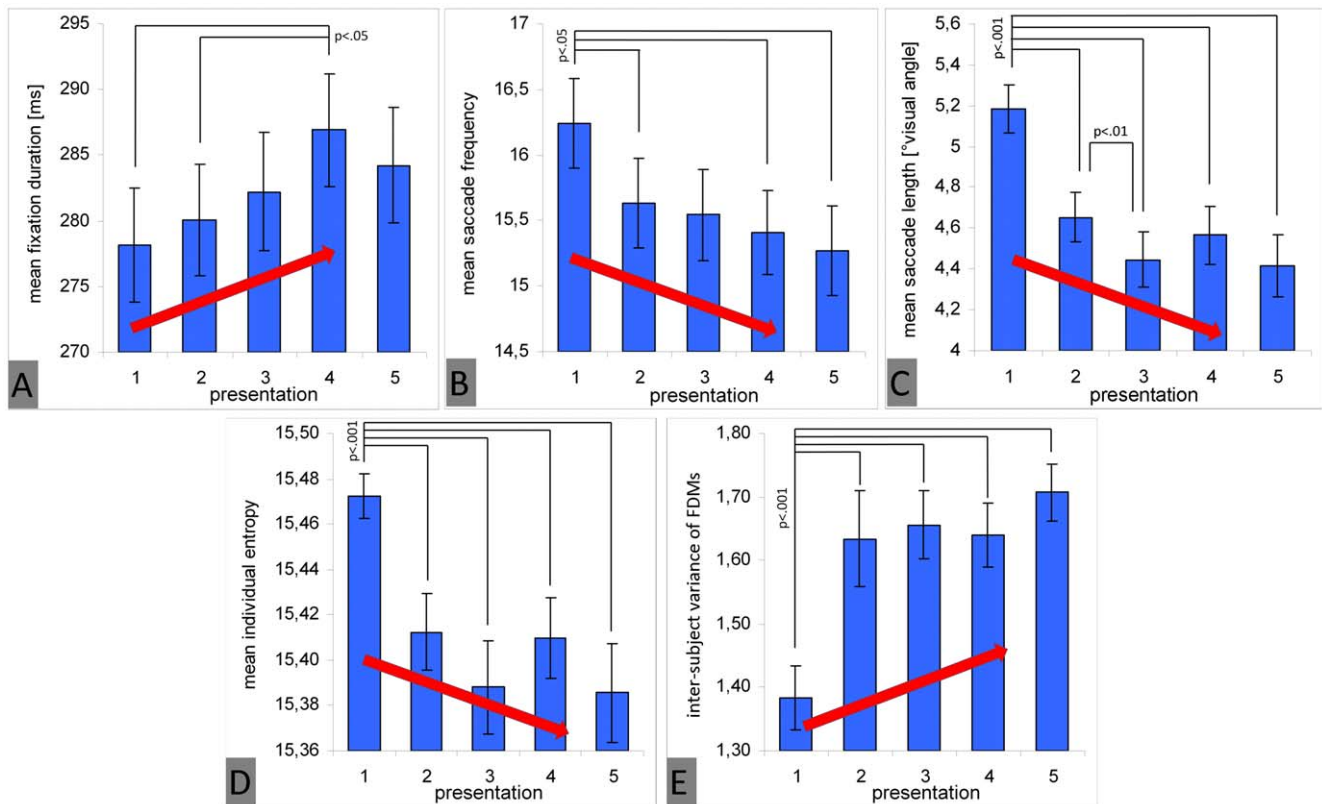 mean fixation duration [ms]
295
290
285
280
275
270
p<.05
1 2 3 4 5
presentation
A
mean saccade frequency
17
16,5
16
15,5
15
14,5
p<.05
1 2 3 4 5
presentation
B
mean saccade length [°visual angle]
5,6
5,4
5,2
5
4,8
4,6
4,4
4,2
4
p<.001
p<.01
1 2 3 4 5
presentation
C
mean individual entropy
15,50
15,48
15,46
15,44
15,42
15,40
15,38
15,36
p<.001
1 2 3 4 5
presentation
D
inter-subject variance of FDMs
1,80
1,70
1,60
1,50
1,40
1,30
p<.001
1 2 3 4 5
presentation
E